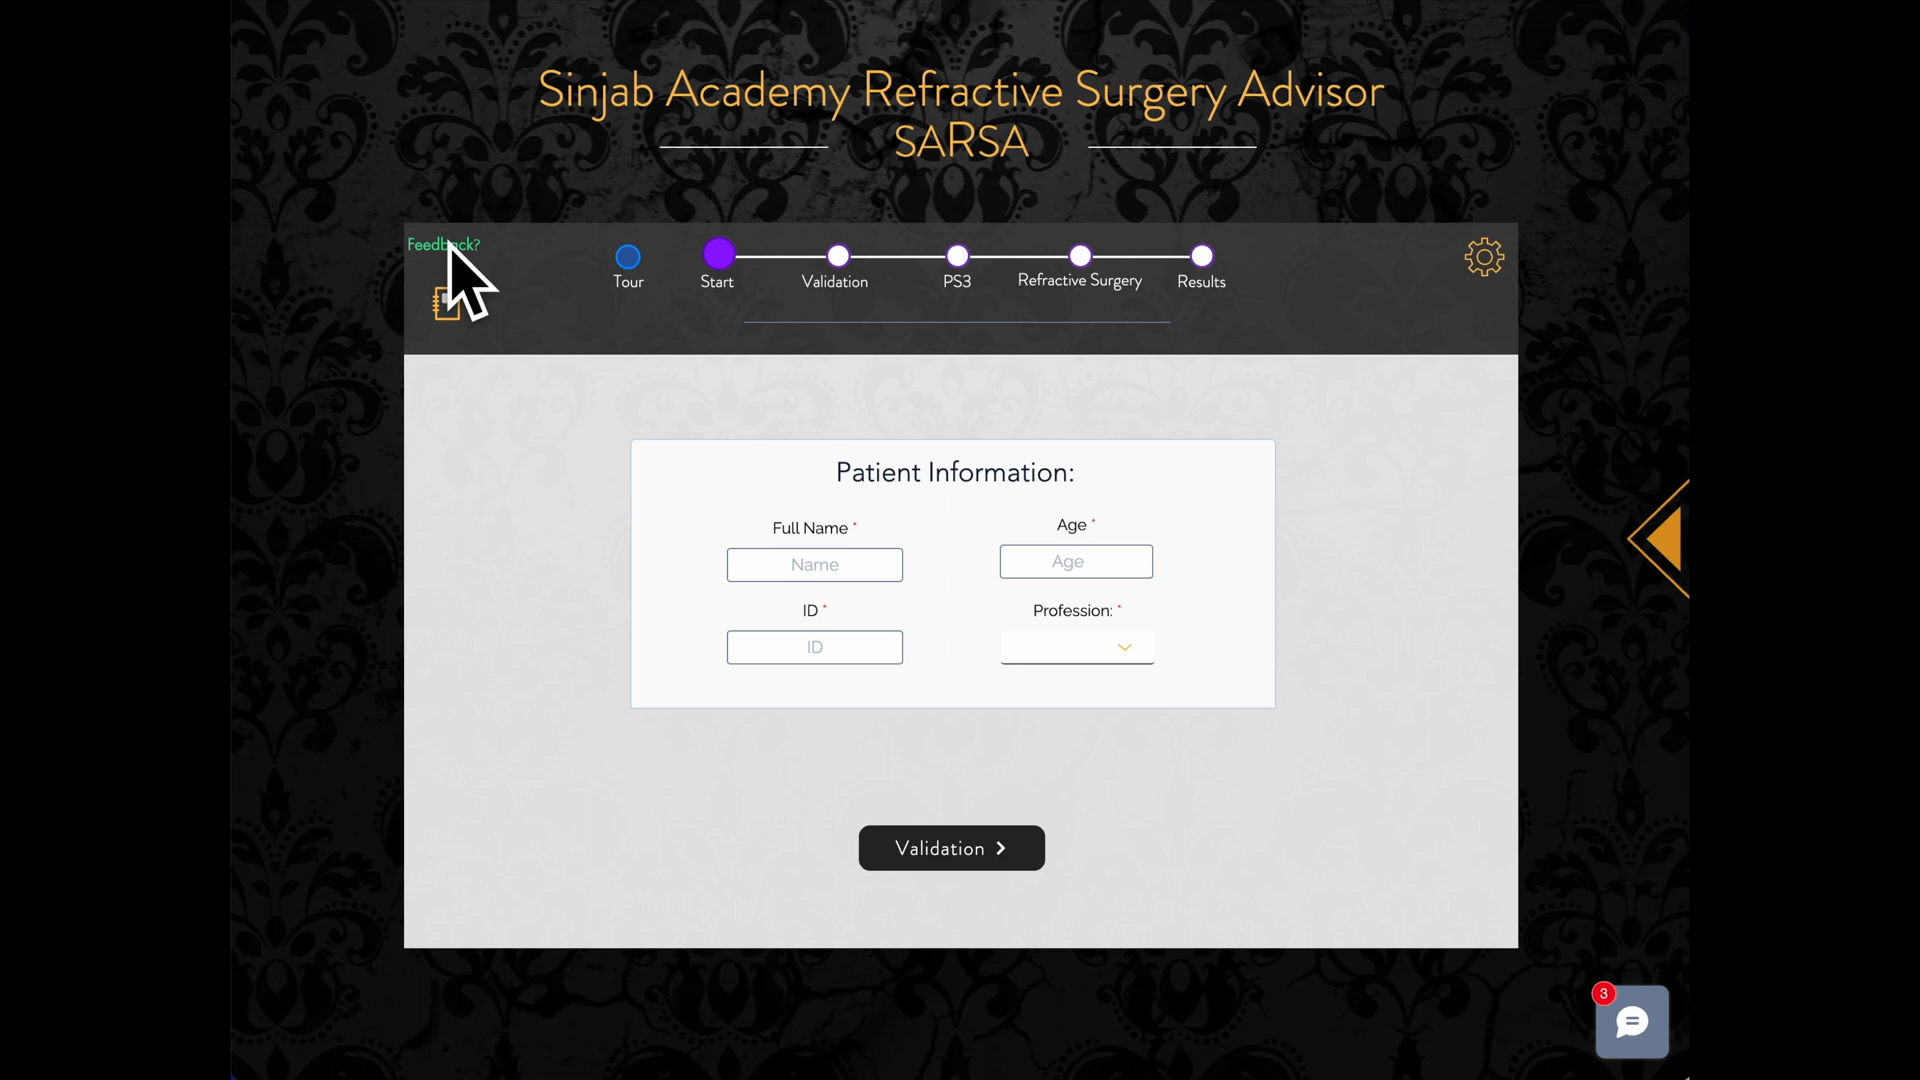 Sinjab Academy Refractive Surgery Advisor
SARSA
Feedback?
Tour
Start
Validation
PS3
Refractive Surgery
Results
Patient Information:
Full Name *
Age *
Name
Age
ID *
Profession: *
ID
Validation
3